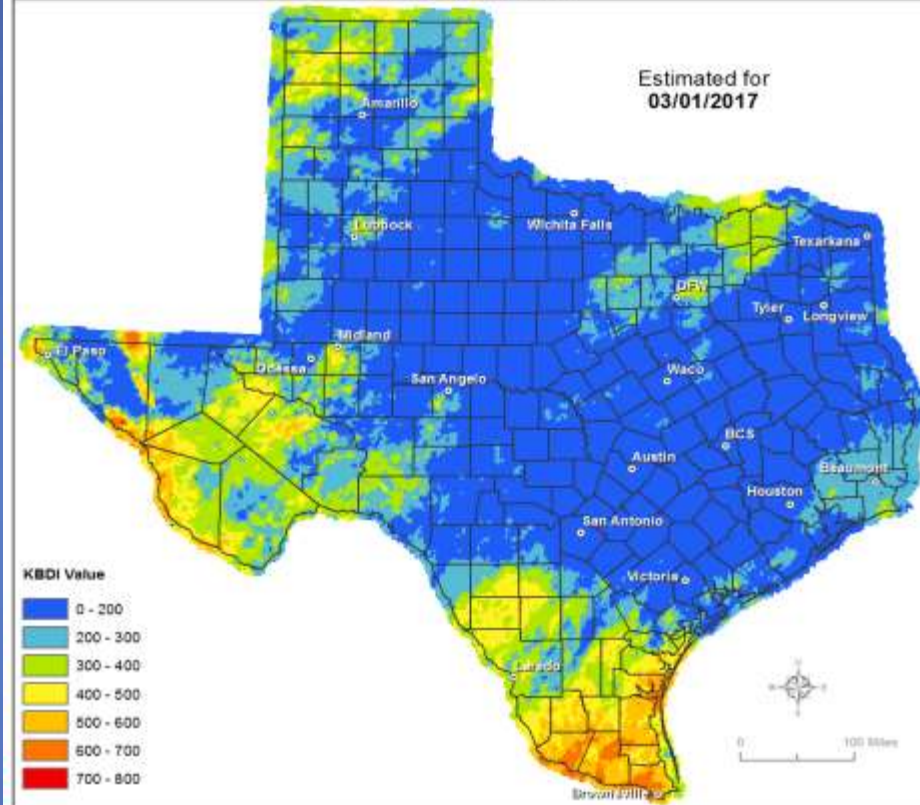 Estimated for
03/01/2017
Amarillo
Lubbock
Wichita Falls
Texarkana
DFW
Tyler
Longview
El Paso
Midland
Odessa
San Angelo
Waco
BCS
Austin
Beaumont
Houston
San Antonio
Victoria
Laredo
Brownsville
KBDI Value
0 - 200
200 - 300
300 - 400
400 - 500
500 - 600
600 - 700
700 - 800
0 100 Miles